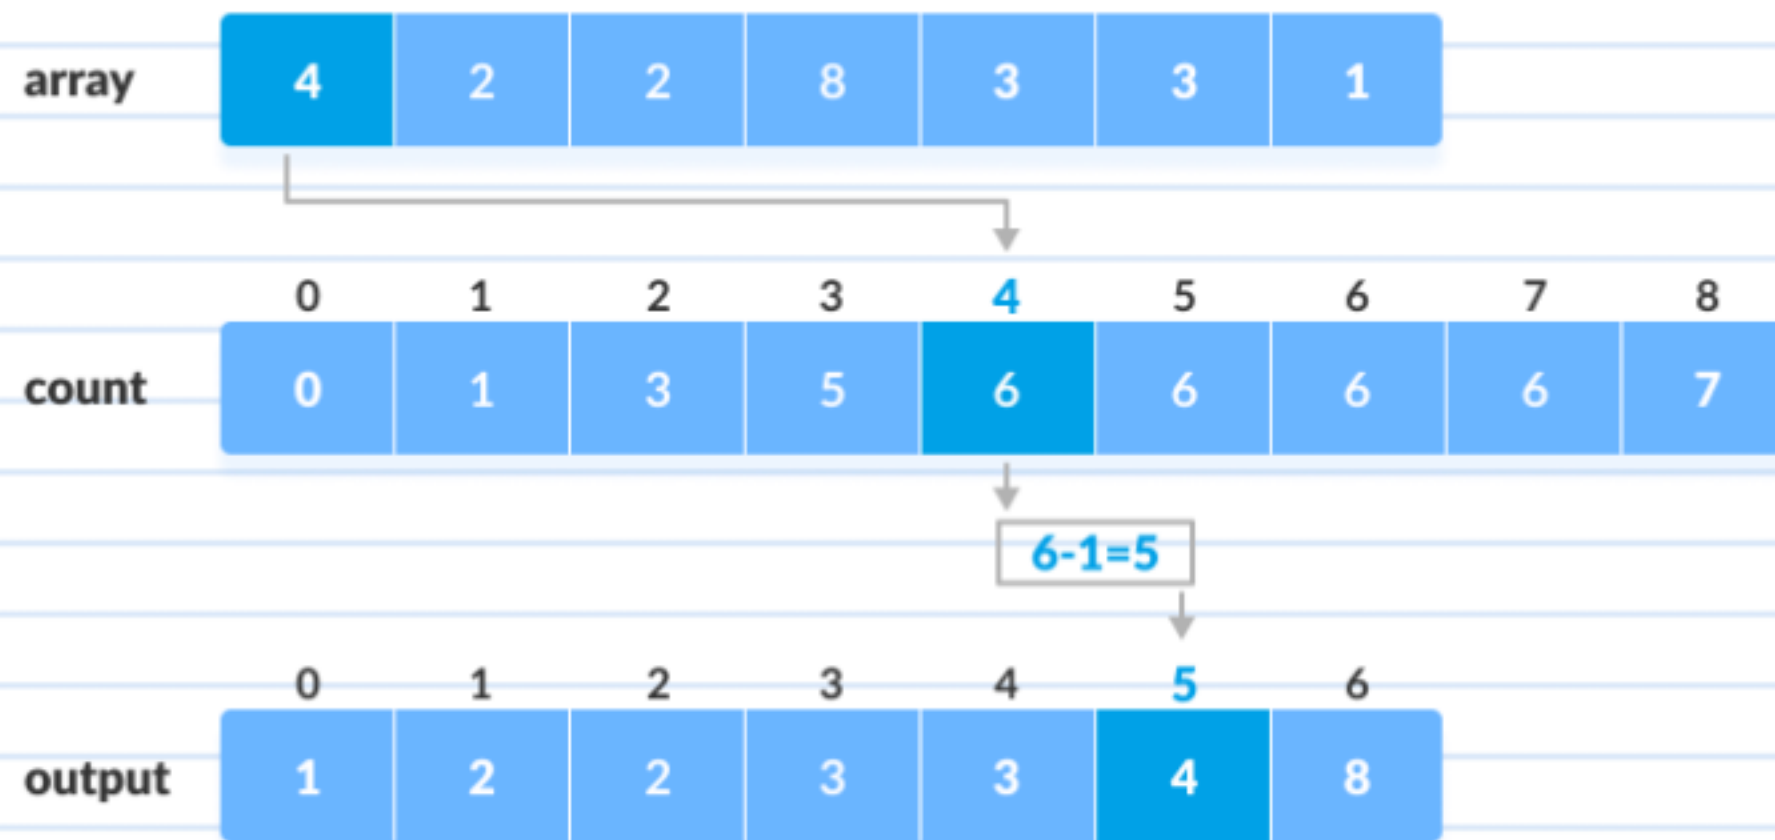 array 4 2 2 8 3 3 1
0 1 2 3 4 5 6 7 8
count 0 1 3 5 6 6 6 6 7
6-1=5
0 1 2 3 4 5 6
output 1 2 2 3 3 4 8